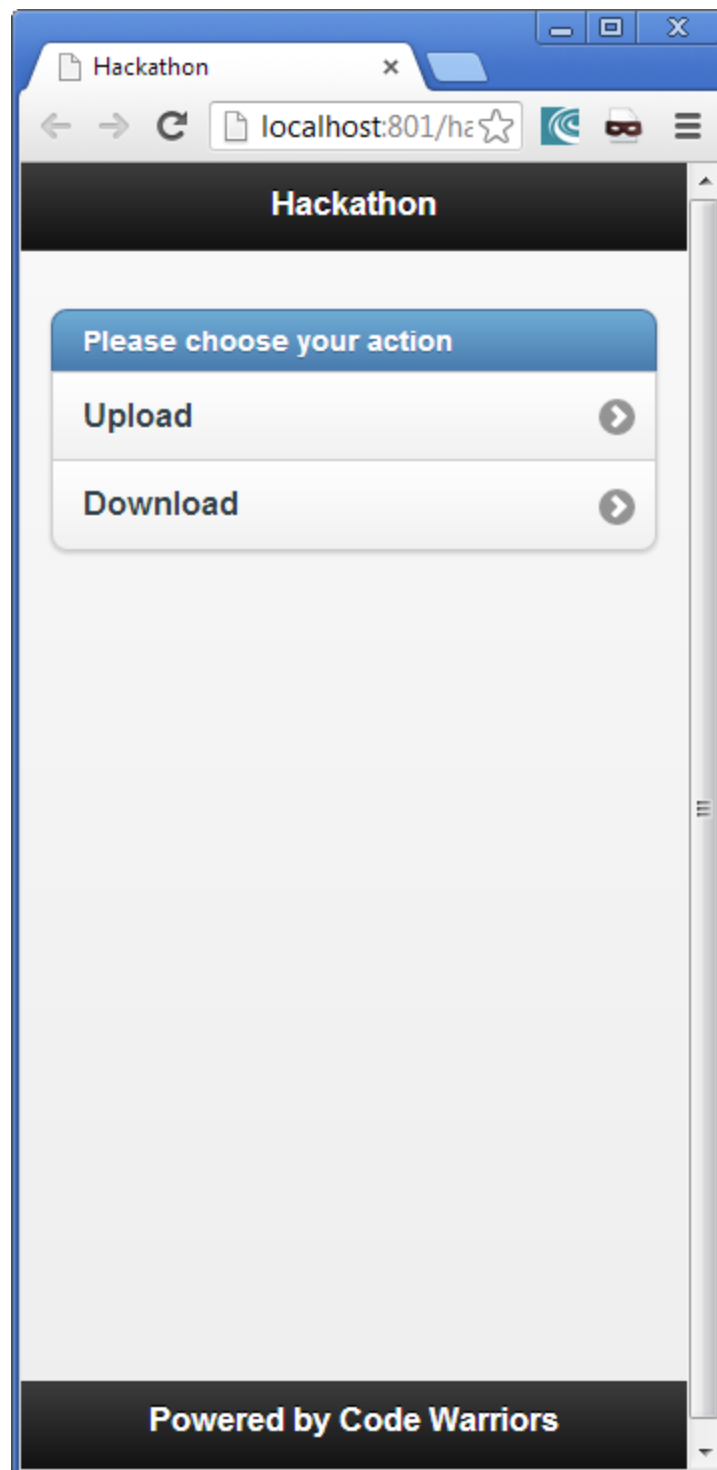 Hackathon
localhost:801/ha
Hackathon
Please choose your action
Upload
Download
Powered by Code Warriors